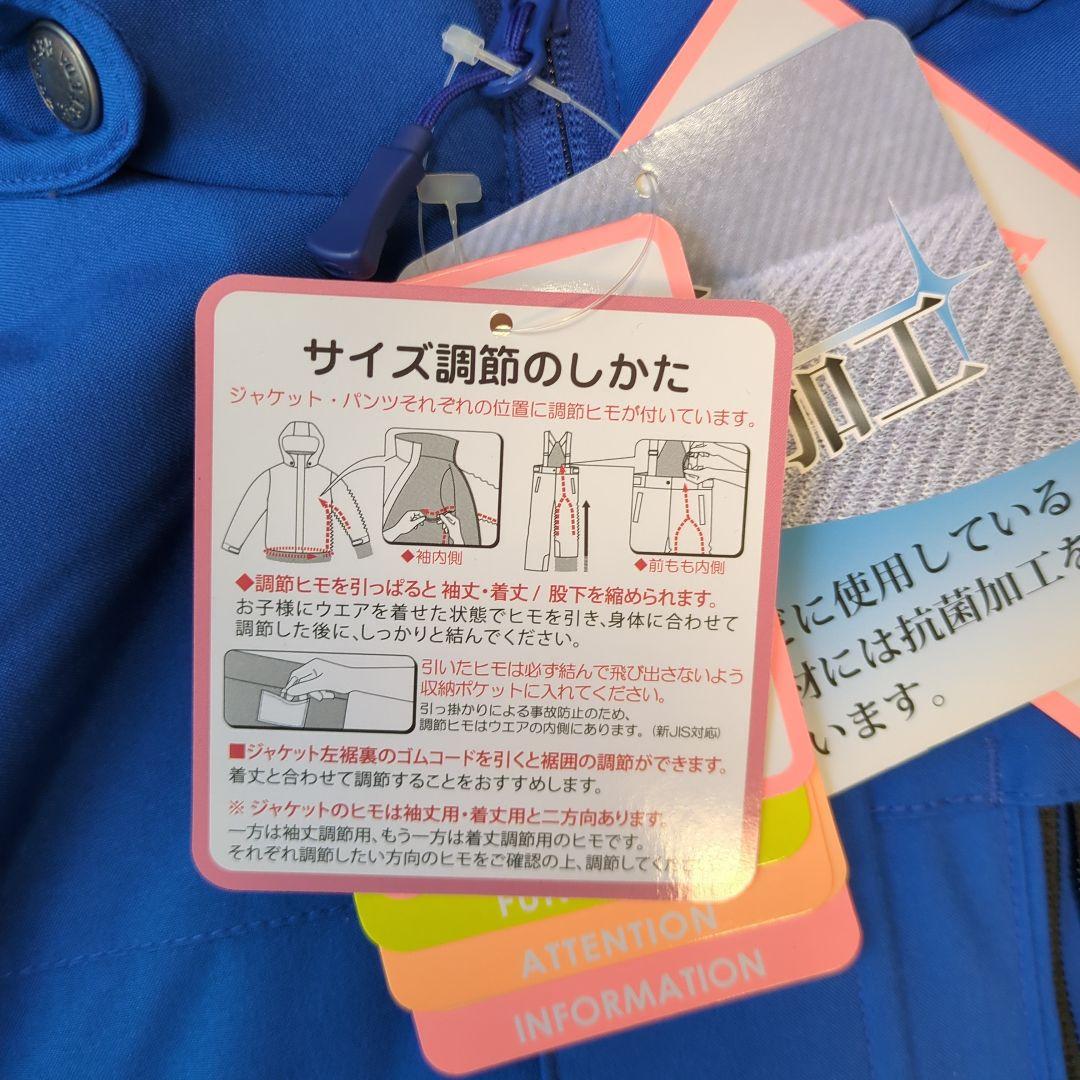 サイズ調節のしかた
ジャケット・パンツそれぞれの位置に調節ヒモが付いています。
◆袖内側
◆前もも内側
◆調節ヒモを引っぱると 袖丈・着丈 / 股下を縮められます。
お子様にウエアを着せた状態でヒモを引き、身体に合わせて
調節した後に、しっかりと結んでください。
引いたヒモは必ず結んで飛び出さないよう
収納ポケットに入れてください。
引っ掛かりによる事故防止のため、
調節ヒモはウエアの内側にあります。(新JIS対応)
■ジャケット左裾裏のゴムコードを引くと裾囲の調節ができます。
着丈と合わせて調節することをおすすめします。
※ ジャケットのヒモは袖丈用・着丈用と二方向あります。
一方は袖丈調節用、もう一方は着丈調節用のヒモです。
それぞれ調節したい方向のヒモをご確認の上、調節してくだ
加工
に使用している
材には抗菌加工を
います。
ATTENTION
INFORMATION